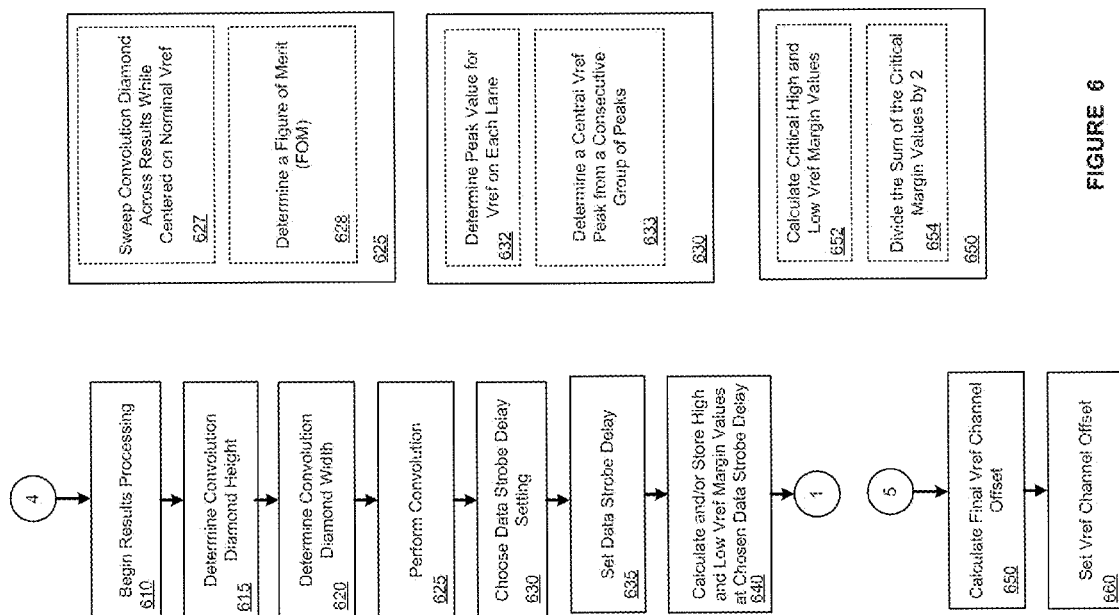 4
Begin Results Processing
610
Determine Convolution
Diamond Height
615
Determine Convolution
Diamond Width
620
Perform Convolution
625
Choose Data Strobe Delay
Setting
630
Set Data Strobe Delay
635
Calculate and/or Store High
and Low Vref Margin Values
at Chosen Data Strobe Delay
640
1
5
Calculate Final Vref Channel
Offset
650
Set Vref Channel Offset
660
Sweep Convolution Diamond
Across Results While
Centered on Nominal Vref
627
Determine a Figure of Merit
(FOM)
628
625
Determine Peak Value for
Vref on Each Lane
632
Determine a Central Vref
Peak from a Consecutive
Group of Peaks
633
630
Calculate Critical High and
Low Vref Margin Values
652
Divide the Sum of the Critical
Margin Values by 2
654
650
FIGURE 6